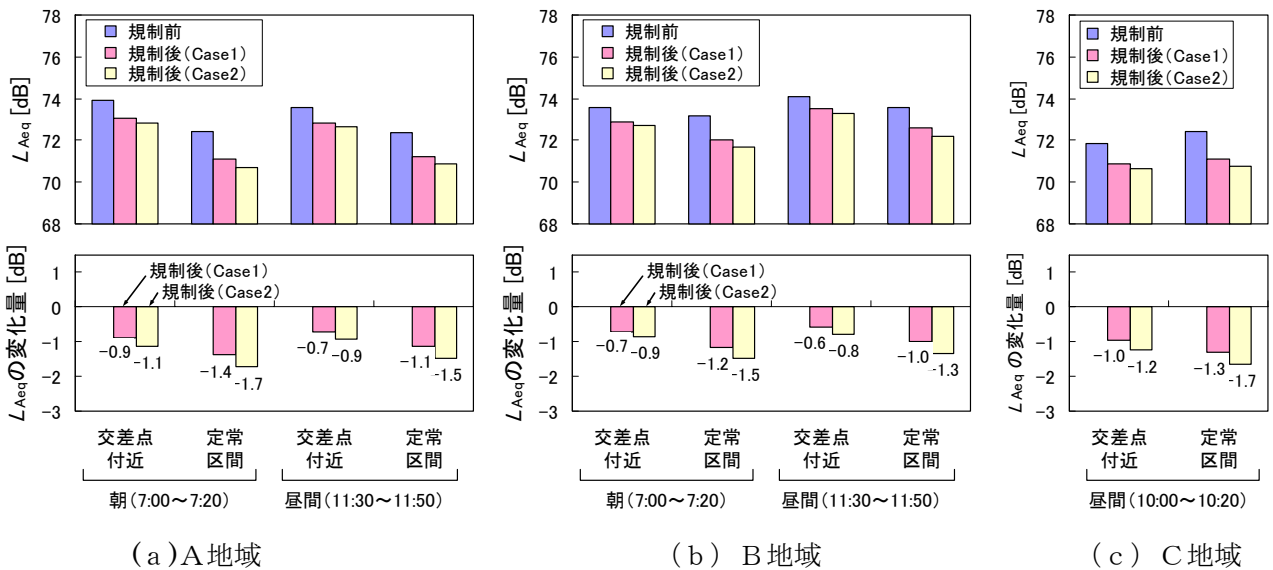 78
76
74
72
70
68
L Aeq [dB]
規制前
規制後(Case1)
規制後(Case2)
1
0
-1
-2
-3
L Aeqの変化量 [dB]
規制後(Case1)
規制後(Case2)
-0.9
-1.1
-1.4
-1.7
-0.7
-0.9
-1.1
-1.5
交差点
付近
定常
区間
交差点
付近
定常
区間
朝(7:00～7:20)
昼間(11:30～11:50)
(a)A地域
78
76
74
72
70
68
L Aeq [dB]
規制前
規制後(Case1)
規制後(Case2)
1
0
-1
-2
-3
L Aeqの変化量 [dB]
規制後(Case1)
規制後(Case2)
-0.7
-0.9
-1.2
-1.5
-0.6
-0.8
-1.0
-1.3
交差点
付近
定常
区間
交差点
付近
定常
区間
朝(7:00～7:20)
昼間(11:30～11:50)
(b) B地域
78
76
74
72
70
68
L Aeq [dB]
規制前
規制後(Case1)
規制後(Case2)
1
0
-1
-2
-3
L Aeq の変化量 [dB]
-1.0
-1.2
-1.3
-1.7
交差点
付近
定常
区間
昼間(10:00～10:20)
(c) C地域